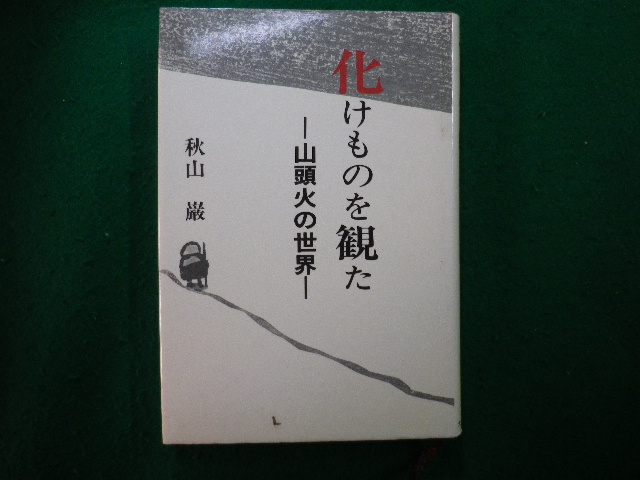 化けものを観た
―山頭火の世界―
秋山 巌